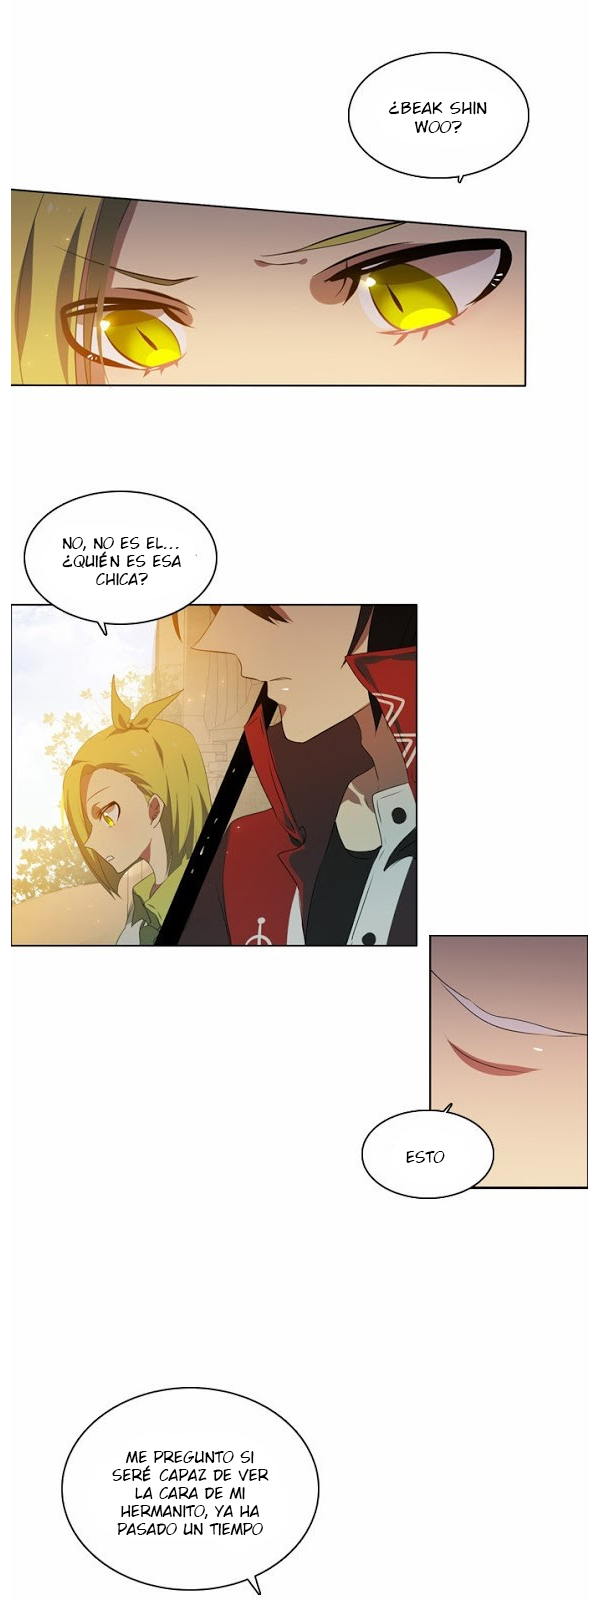 ¿BEAK SHIN
WOO?
NO, NO ES EL...
¿QUIÉN ES ESA
CHICA?
ESTO
ME PREGUNTO SI
SERÉ CAPAZ DE VER
LA CARA DE MI
HERMANITO, YA HA
PASADO UN TIEMPO